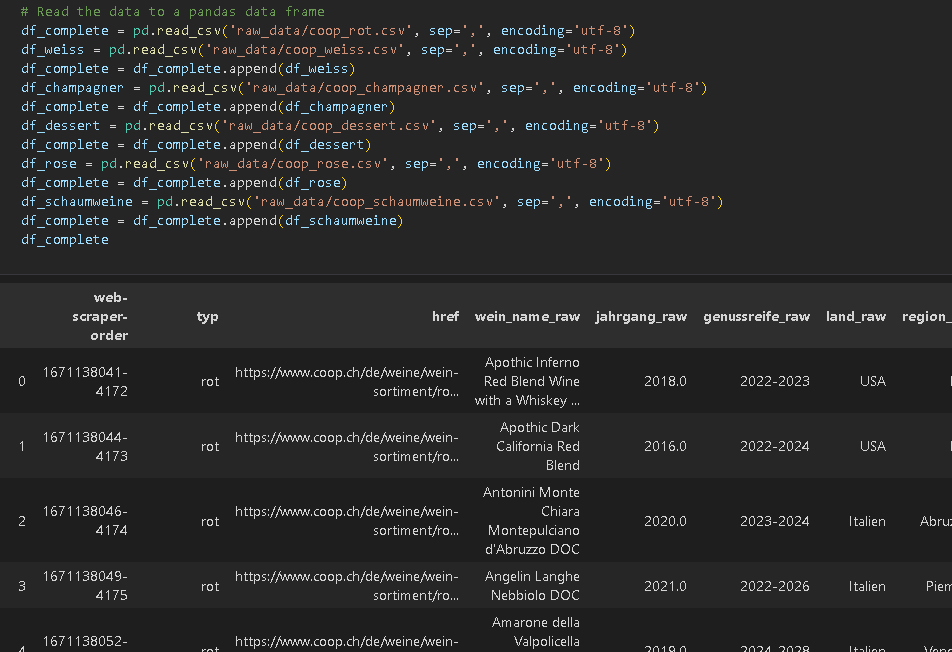 # Read the data to a pandas data frame
df_complete = pd.read_csv('raw_data/coop_rot.csv', sep=',', encoding='utf-8')
df_weiss = pd.read_csv('raw_data/coop_weiss.csv', sep=',', encoding='utf-8')
df_complete = df_complete.append(df_weiss)
df_champagner = pd.read_csv('raw_data/coop_champagner.csv', sep=',', encoding='utf-8')
df_complete = df_complete.append(df_champagner)
df_dessert = pd.read_csv('raw_data/coop_dessert.csv', sep=',', encoding='utf-8')
df_complete = df_complete.append(df_dessert)
df_rose = pd.read_csv('raw_data/coop_rose.csv', sep=',', encoding='utf-8')
df_complete = df_complete.append(df_rose)
df_schaumweine = pd.read_csv('raw_data/coop_schaumweine.csv', sep=',', encoding='utf-8')
df_complete = df_complete.append(df_schaumweine)
df_complete
web-
scraper- typ href wein_name_raw jahrgang_raw genussreife_raw land_raw region_
order
Apothic Inferno
0 1671138041- rot https://www.coop.ch/de/weine/wein- Red Blend Wine 2018.0 2022-2023 USA
4172 sortiment/ro... with a Whiskey ...
Apothic Dark
1 1671138044- rot https://www.coop.ch/de/weine/wein- California Red 2016.0 2022-2024 USA
4173 sortiment/ro... Blend
Antonini Monte
1671138046- https://www.coop.ch/de/weine/wein- Chiara
2 4174 rot sortiment/ro... Montepulciano 2020.0 2023-2024 Italien Abruz
d'Abruzzo DOC
3 1671138049- rot https://www.coop.ch/de/weine/wein- Angelin Langhe 2021.0 2022-2026 Italien Piem
4175 sortiment/ro... Nebbiolo DOC
Amarone della
1671138052- https://www.coop.ch/de/weine/wein- Valpolicella
4 rot 2019.0 2024-2028 Italien